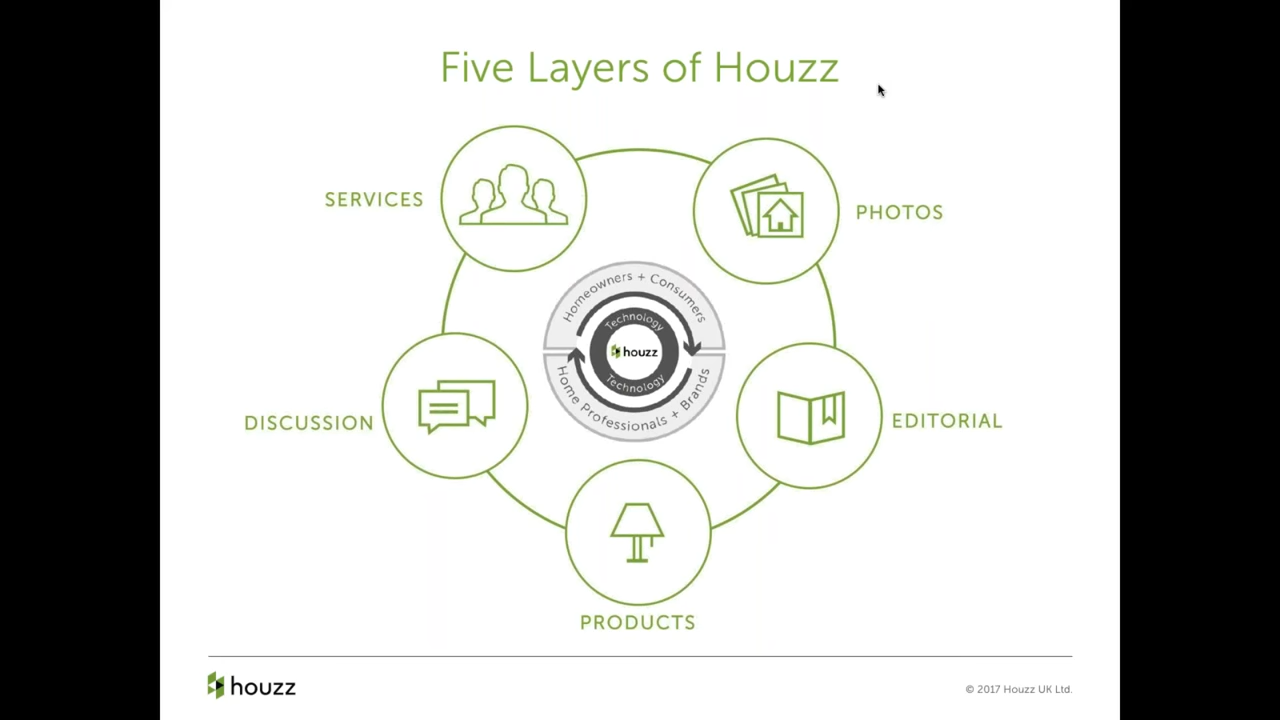 Five Layers of Houzz
SERVICES
PHOTOS
Homeowners + Consumers
Technology
houzz
Technology
Home Professionals + Brands
DISCUSSION
EDITORIAL
PRODUCTS
houzz
© 2017 Houzz UK Ltd.